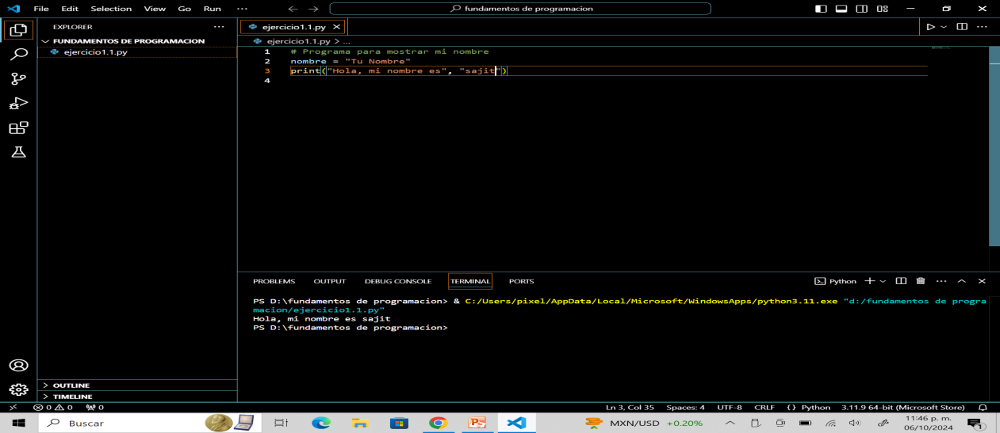 File Edit Selection View Go Run ...
fundamentos de programacion
EXPLORER
FUNDAMENTOS DE PROGRAMACION
ejercicio1.1.py
ejercicio1.1.py
ejercicio1.1.py > ...
1 # Programa para mostrar mi nombre
2 nombre = "Tu Nombre"
3 print("Hola, mi nombre es", "sajit")
4
PROBLEMS OUTPUT DEBUG CONSOLE TERMINAL PORTS
Python
PS D:\fundamentos de programacion> & C:/Users/pixel/AppData/Local/Microsoft/WindowsApps/python3.11.exe "d:/fundamentos de progra
macion/ejercicio1.1.py"
Hola, mi nombre es sajit
PS D:\fundamentos de programacion>
OUTLINE
TIMELINE
0 0 0
Ln 3, Col 35 Spaces: 4 UTF-8 CRLF {} Python 3.11.9 64-bit (Microsoft Store)
Buscar
MXN/USD +0.20%
11:46 p. m.
06/10/2024
1